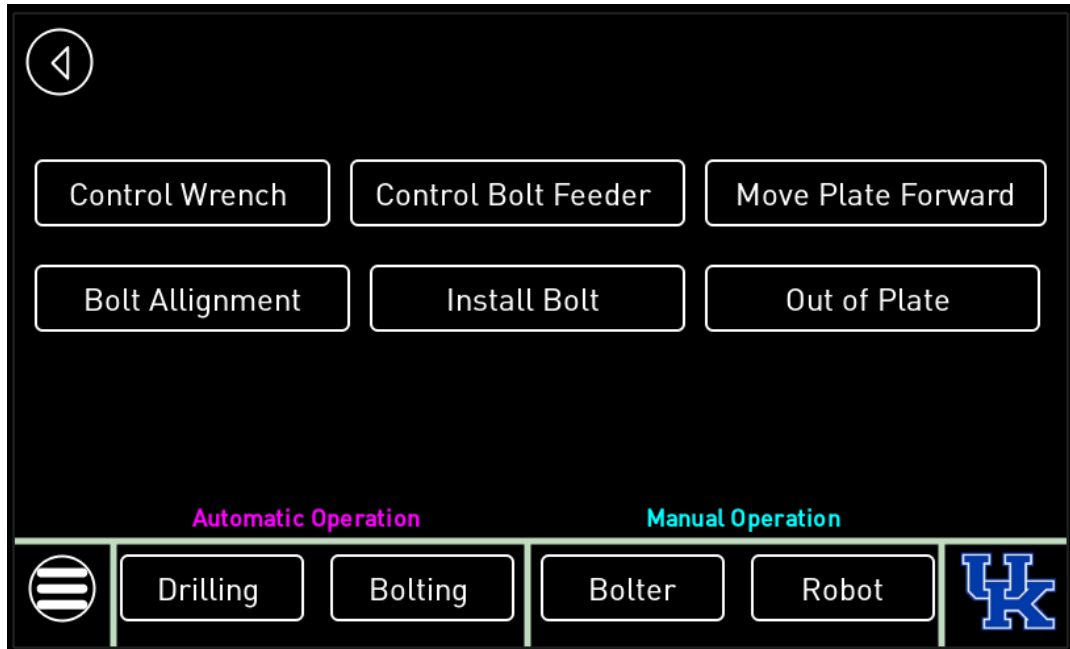 Control Wrench Control Bolt Feeder Move Plate Forward
Bolt Allignment Install Bolt Out of Plate
Automatic Operation Manual Operation
Drilling Bolting Bolter Robot UK